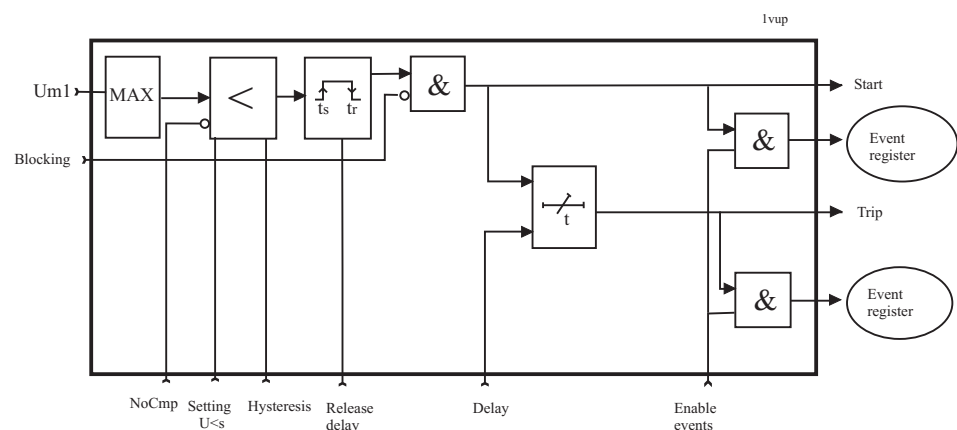 1vup
Um1
MAX
<
ts
tr
&
Start
&
Event
register
Blocking
t
Trip
&
Event
register
NoCmp
Setting
U<s
Hysteresis
Release
delay
Delay
Enable
events